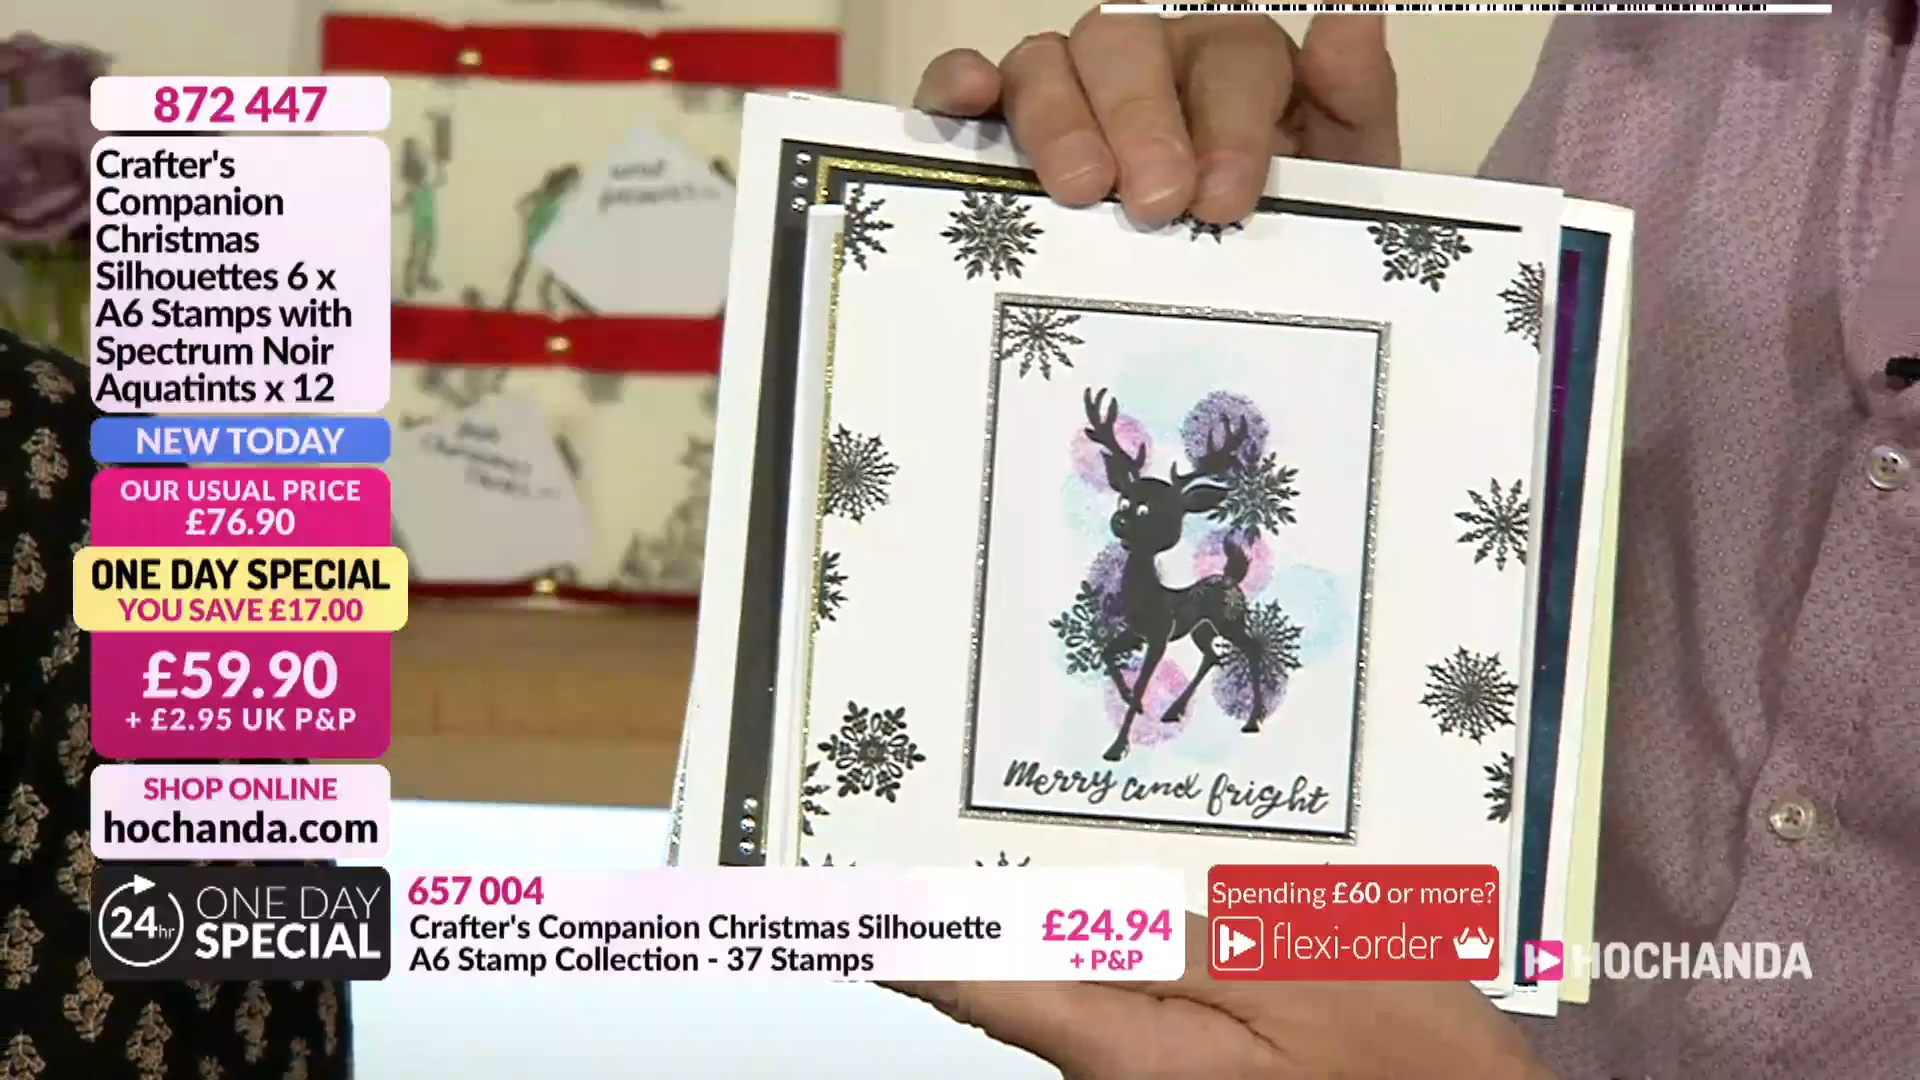 872 447
Crafter's
Companion
Christmas
Silhouettes 6 x
A6 Stamps with
Spectrum Noir
Aquatints x 12
NEW TODAY
OUR USUAL PRICE
£76.90
ONE DAY SPECIAL
YOU SAVE £17.00
£59.90
+ £2.95 UK P&P
SHOP ONLINE
hochanda.com
24hr
ONE DAY
SPECIAL
Merry and bright
657 004
Crafter's Companion Christmas Silhouette
A6 Stamp Collection - 37 Stamps
£24.94
+ P&P
Spending £60 or more?
flexi-order
HOCHANDA